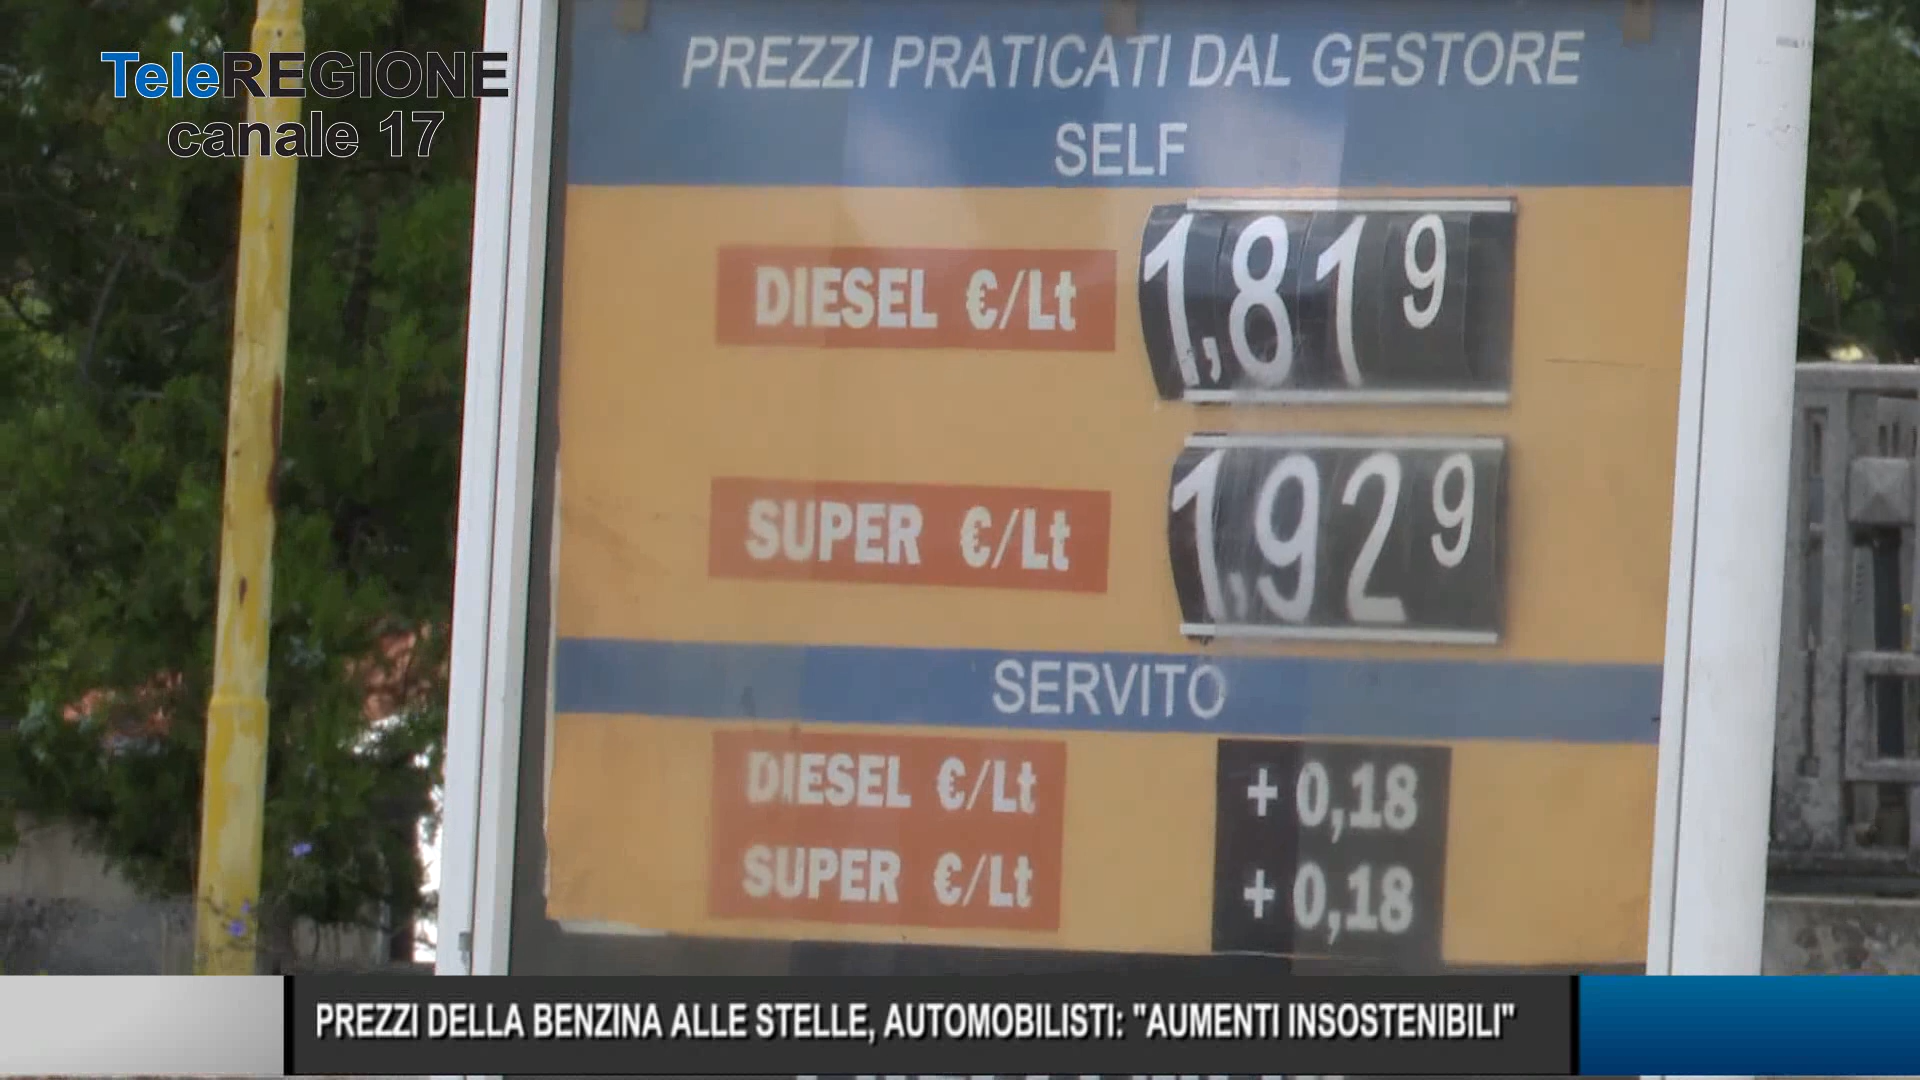 TeleREGIONE
canale 17
PREZZI PRATICATI DAL GESTORE
SELF
DIESEL €/Lt 1,819
SUPER €/Lt 1,929
SERVITO
DIESEL €/Lt + 0,18
SUPER €/Lt + 0,18
PREZZI DELLA BENZINA ALLE STELLE, AUTOMOBILISTI: "AUMENTI INSOSTENIBILI"